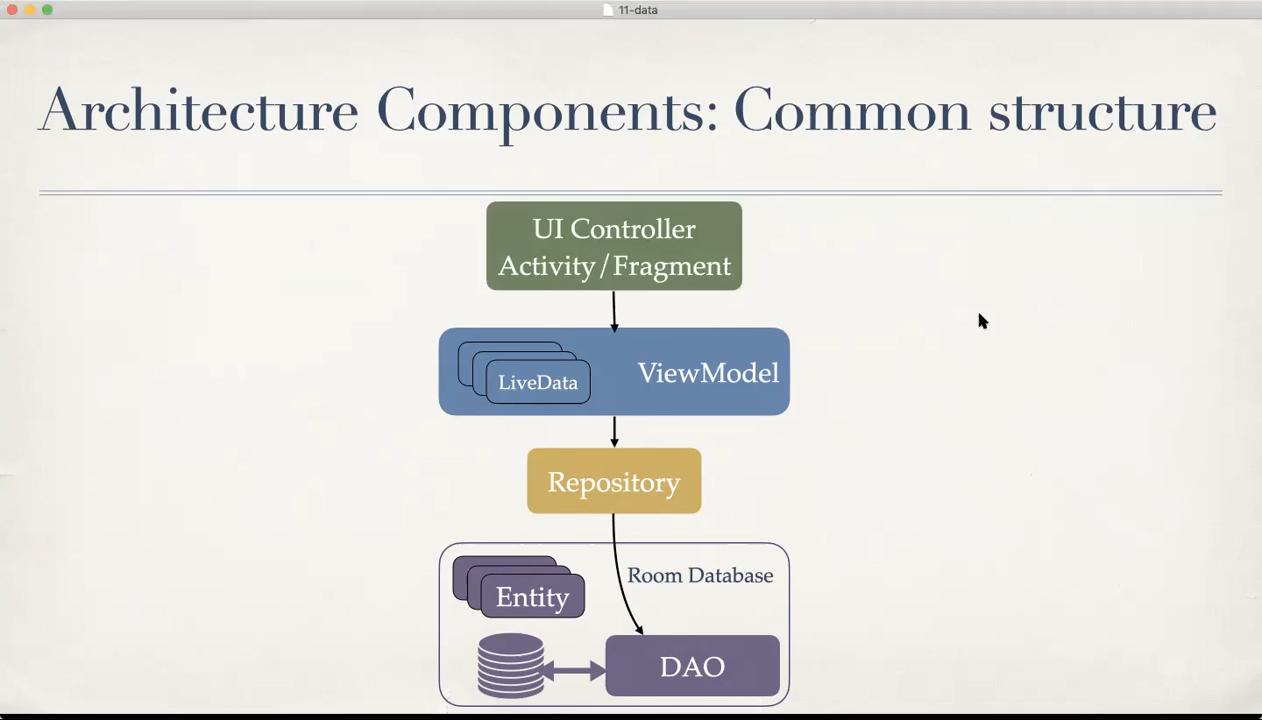 11-data
Architecture Components: Common structure
UI Controller
Activity/Fragment
LiveData
ViewModel
Repository
Room Database
Entity
DAO